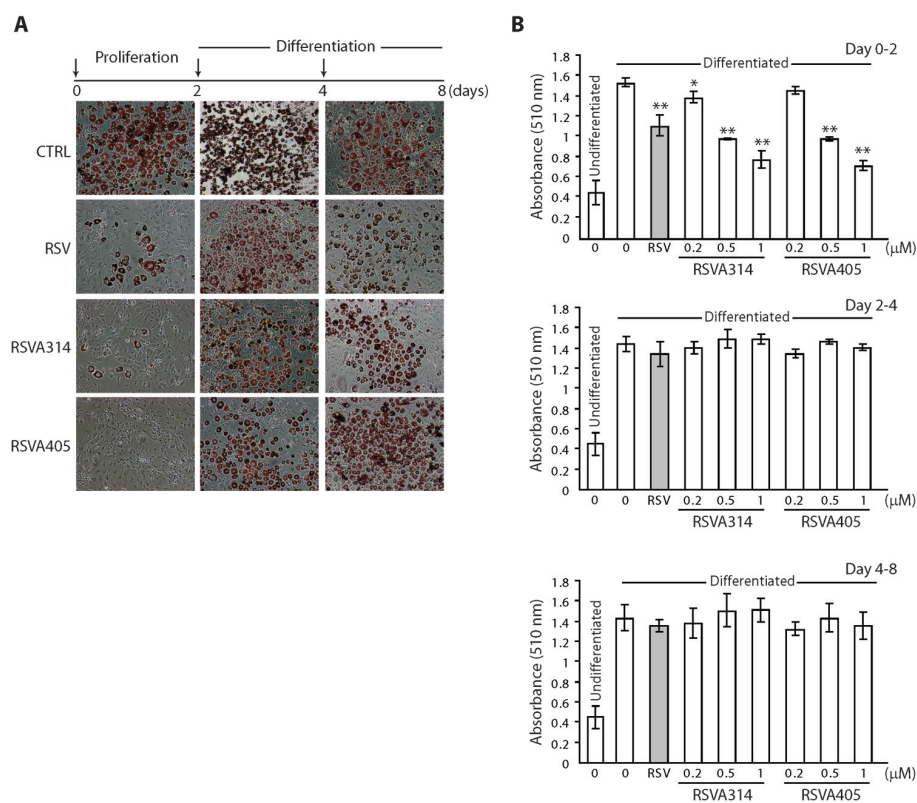 A
Proliferation
Differentiation
0
2
4
8
(days)
CTRL
RSV
RSVA314
RSVA405
B
Day 0-2
Differentiated
Undifferentiated
Absorbance (510 nm)
1.8
1.6
1.4
1.2
1
0.8
0.6
0.4
0.2
0
**
*
**
**
**
**
0 0 RSV 0.2 0.5 1 0.2 0.5 1 (μM)
RSVA314 RSVA405
Day 2-4
Differentiated
Undifferentiated
Absorbance (510 nm)
1.8
1.6
1.4
1.2
1
0.8
0.6
0.4
0.2
0
0 0 RSV 0.2 0.5 1 0.2 0.5 1 (μM)
RSVA314 RSVA405
Day 4-8
Differentiated
Undifferentiated
Absorbance (510 nm)
1.8
1.6
1.4
1.2
1
0.8
0.6
0.4
0.2
0
0 0 RSV 0.2 0.5 1 0.2 0.5 1 (μM)
RSVA314 RSVA405